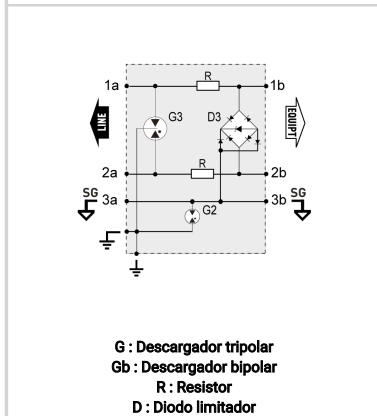 R
1a 1b
G3 D3
LINE
EQUIPT
R
2a 2b
SG 3a 3b SG
G2
G : Descargador tripolar
Gb : Descargador bipolar
R : Resistor
D : Diodo limitador